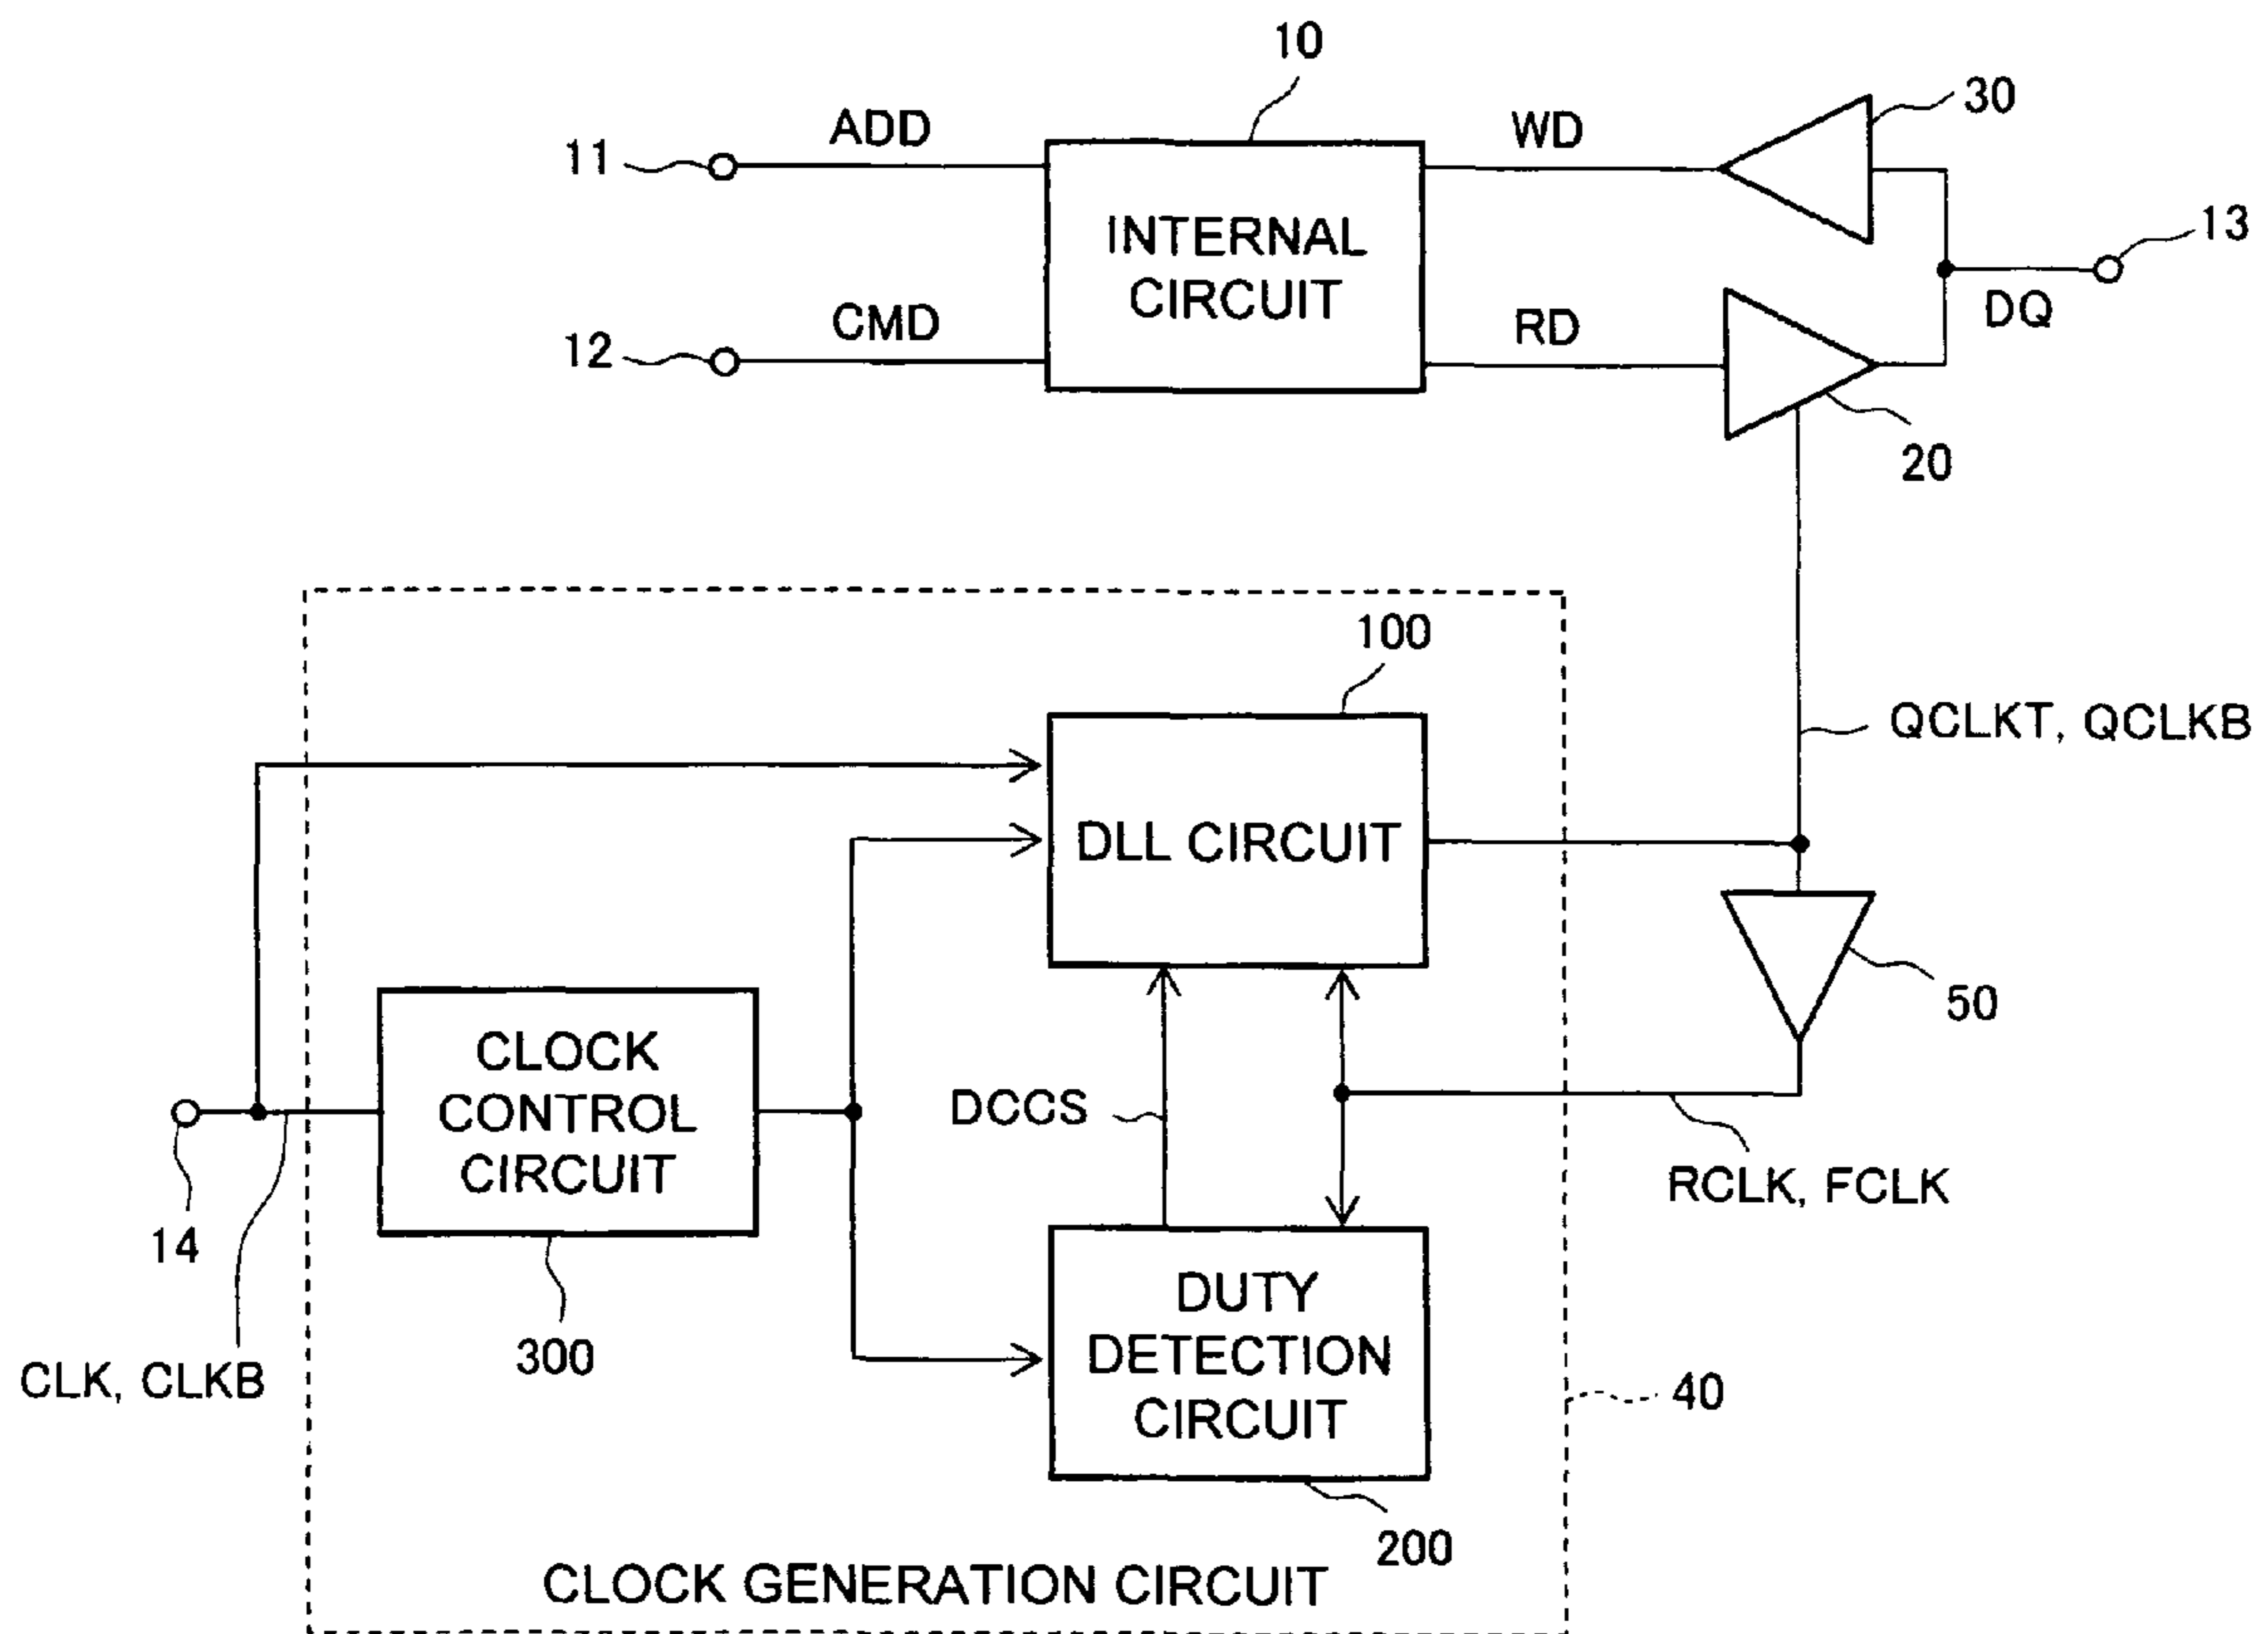 10
30
ADD
WD
11
INTERNAL
CIRCUIT
13
DQ
CMD
RD
12
20
100
QCLKT, QCLKB
DLL CIRCUIT
50
CLOCK
CONTROL
CIRCUIT
DCCS
RCLK, FCLK
14
DUTY
DETECTION
CIRCUIT
300
CLK, CLKB
40
200
CLOCK GENERATION CIRCUIT